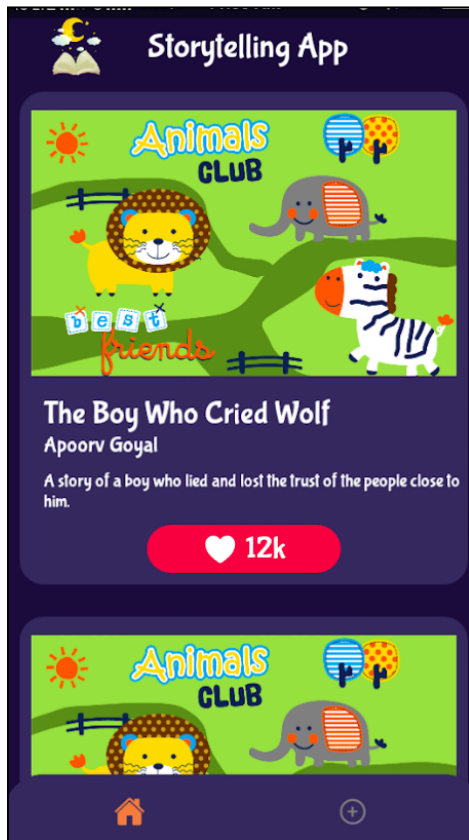 Storytelling App
Animals
CLUB
best
friends
The Boy Who Cried Wolf
Apoorv Goyal
A story of a boy who lied and lost the trust of the people close to
him.
12k
Animals
CLUB